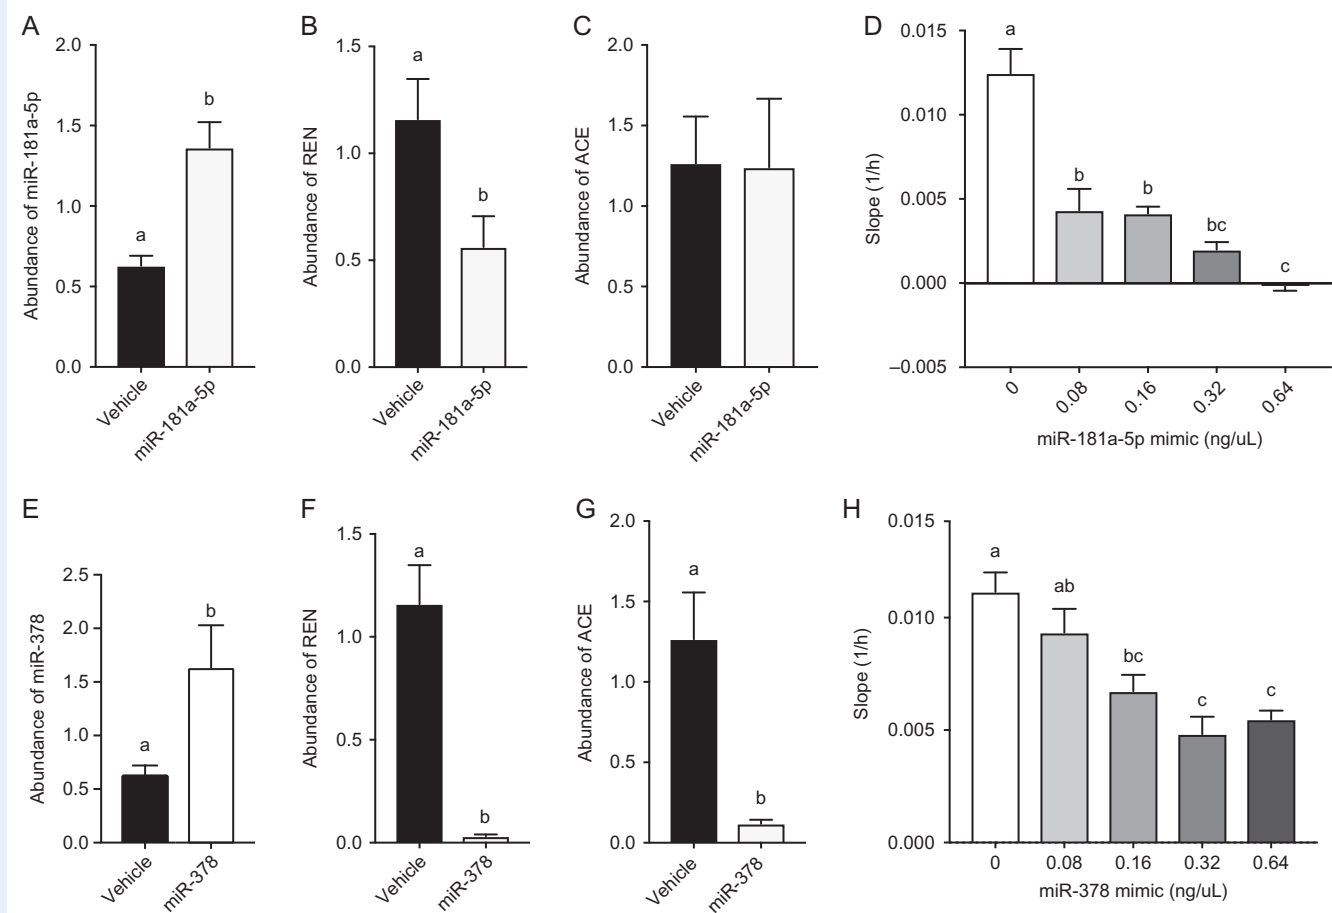 A
Abundance of miR-181a-5p
2.0
1.5
1.0
0.5
0.0
a
b
Vehicle
miR-181a-5p
B
Abundance of REN
1.5
1.0
0.5
0.0
a
b
Vehicle
miR-181a-5p
C
Abundance of ACE
2.0
1.5
1.0
0.5
0.0
Vehicle
miR-181a-5p
D
Slope (1/h)
0.015
0.010
0.005
0.000
–0.005
a
b
b
bc
c
0
0.08
0.16
0.32
0.64
miR-181a-5p mimic (ng/uL)
E
Abundance of miR-378
2.5
2.0
1.5
1.0
0.5
0.0
a
b
Vehicle
miR-378
F
Abundance of REN
1.5
1.0
0.5
0.0
a
b
Vehicle
miR-378
G
Abundance of ACE
2.0
1.5
1.0
0.5
0.0
a
b
Vehicle
miR-378
H
Slope (1/h)
0.015
0.010
0.005
0.000
a
ab
bc
c
c
0
0.08
0.16
0.32
0.64
miR-378 mimic (ng/uL)